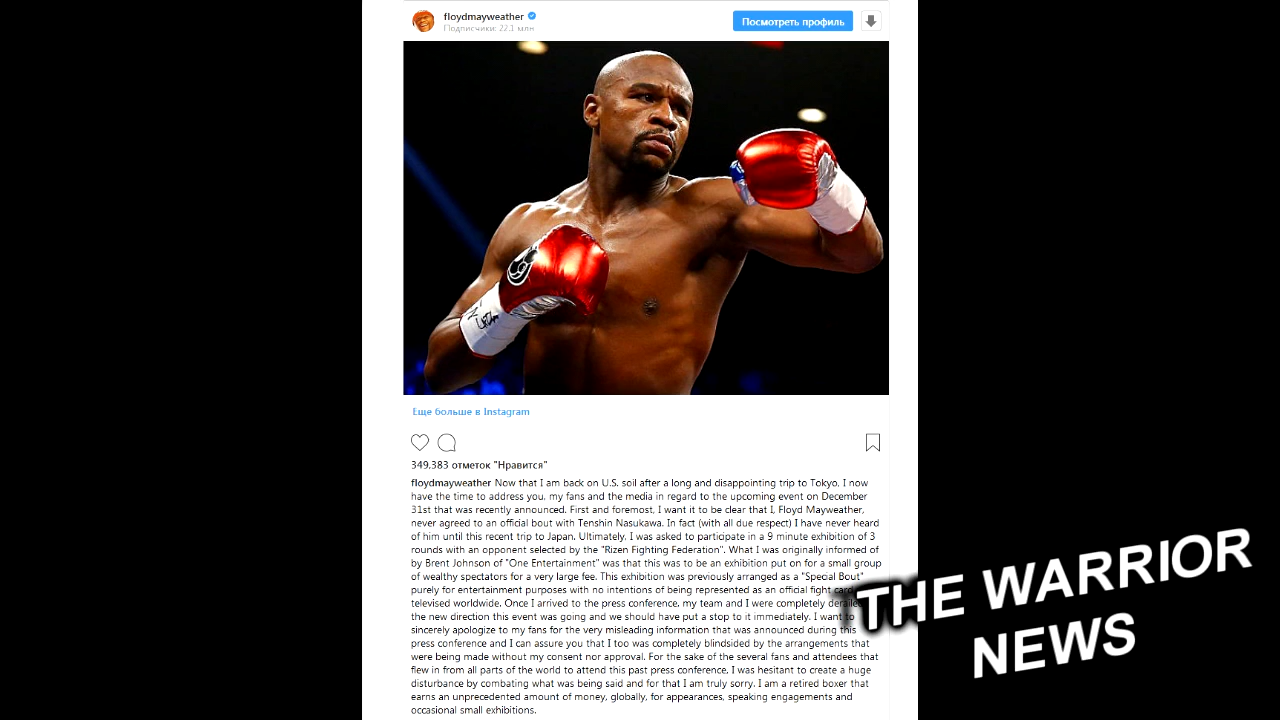 floydmayweather
Подписчики: 22.1 млн.
Посмотреть профиль
Еще больше в Instagram
349.383 отметок "Нравится"
floydmayweather Now that I am back on U.S. soil after a long and disappointing trip to Tokyo, I now
have the time to address you, my fans and the media in regard to the upcoming event on December
31st that was recently announced. First and foremost, I want it to be clear that I, Floyd Mayweather,
never agreed to an official bout with Tenshin Nasukawa. In fact (with all due respect) I have never heard
of him until this recent trip to Japan. Ultimately, I was asked to participate in a 9 minute exhibition of 3
rounds with an opponent selected by the "Rizen Fighting Federation". What I was originally informed of
by Brent Johnson of "One Entertainment" was that this was to be an exhibition put on for a small group
of wealthy spectators for a very large fee. This exhibition was previously arranged as a "Special Bout"
purely for entertainment purposes with no intentions of being represented as an official fight card
televised worldwide. Once I arrived to the press conference, my team and I were completely derailed
the new direction this event was going and we should have put a stop to it immediately. I want to
sincerely apologize to my fans for the very misleading information that was announced during this
press conference and I can assure you that I too was completely blindsided by the arrangements that
were being made without my consent nor approval. For the sake of the several fans and attendees that
flew in from all parts of the world to attend this past press conference, I was hesitant to create a huge
disturbance by combating what was being said and for that I am truly sorry. I am a retired boxer that
earns an unprecedented amount of money, globally, for appearances, speaking engagements and
occasional small exhibitions.
THE WARRIOR
NEWS